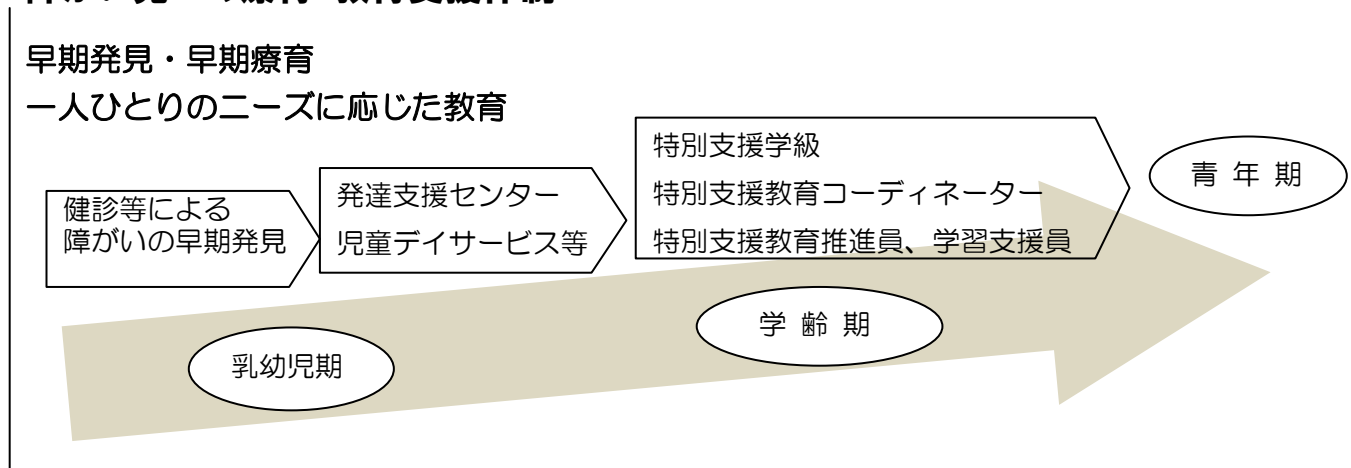 早期発見・早期療育
一人ひとりのニーズに応じた教育
健診等による
障がいの早期発見
発達支援センター
児童デイサービス等
特別支援学級
特別支援教育コーディネーター
特別支援教育推進員、学習支援員
青 年 期
学 齢 期
乳幼児期